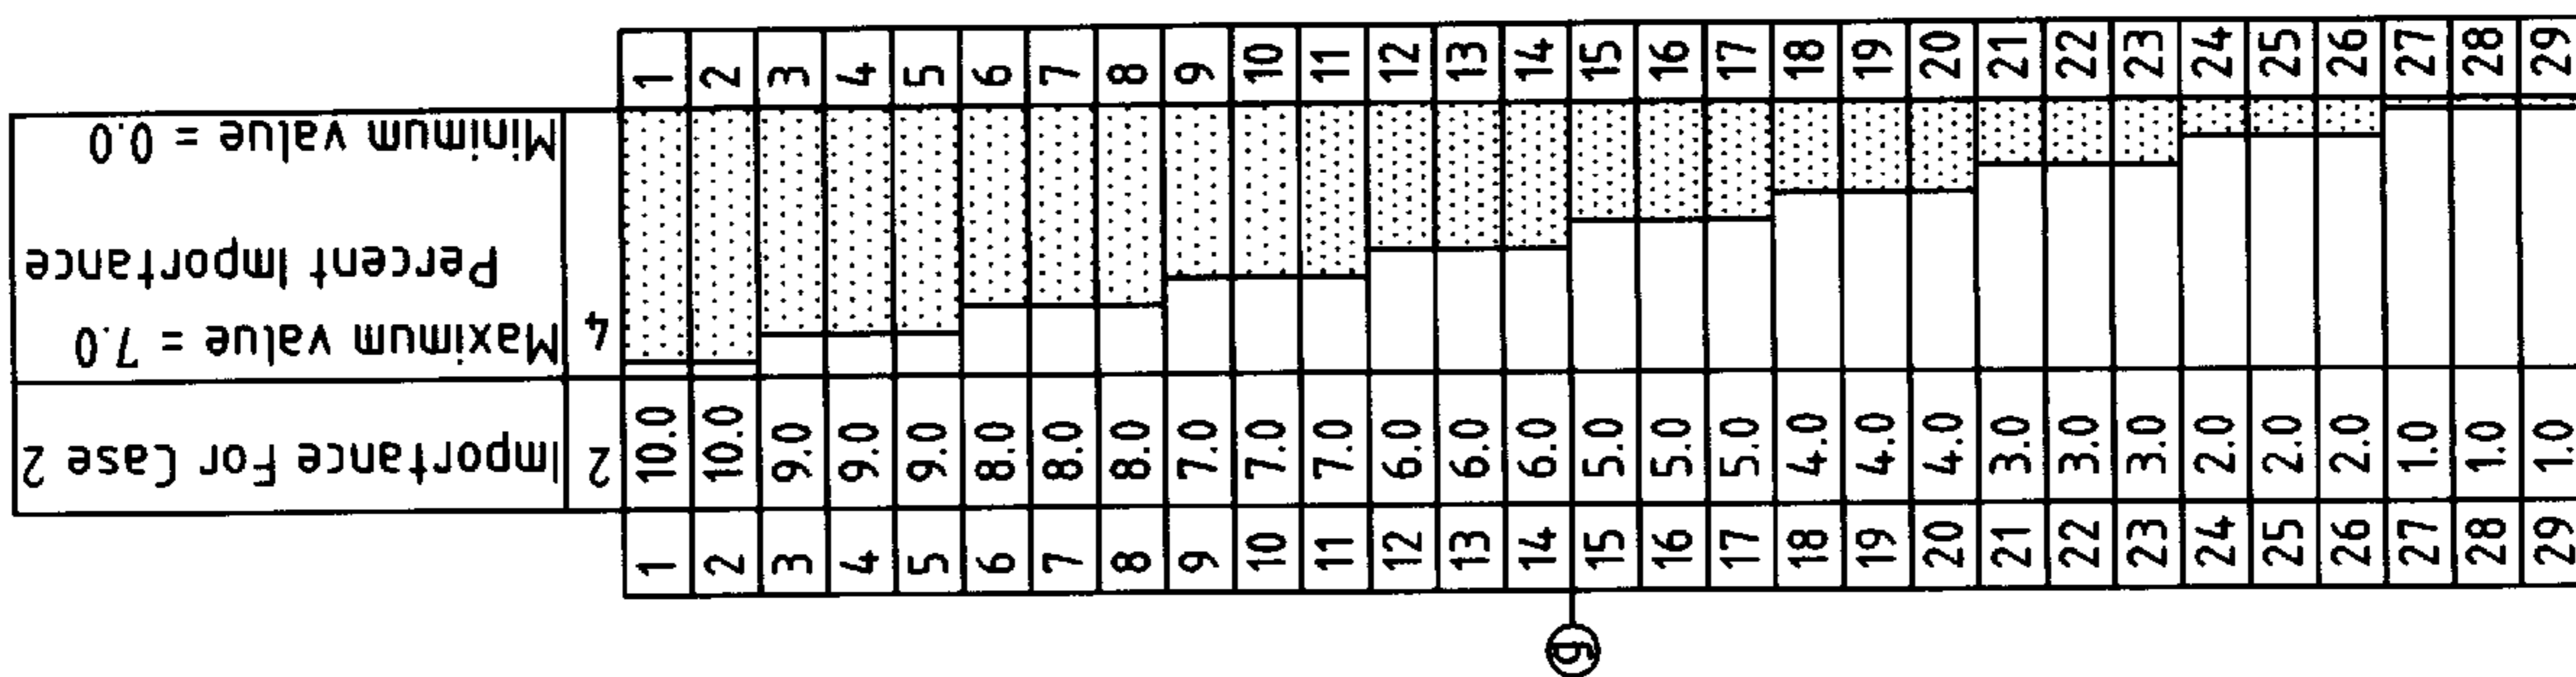 Minimum value = 0.0
Percent Importance
Maximum value = 7.0
4
Importance For Case 2
2
1 2 3 4 5 6 7 8 9 10 11 12 13 14 15 16 17 18 19 20 21 22 23 24 25 26 27 28 29
10.0 10.0 9.0 9.0 9.0 8.0 8.0 8.0 7.0 7.0 7.0 6.0 6.0 6.0 5.0 5.0 5.0 4.0 4.0 4.0 3.0 3.0 3.0 2.0 2.0 2.0 1.0 1.0 1.0
1 2 3 4 5 6 7 8 9 10 11 12 13 14 15 16 17 18 19 20 21 22 23 24 25 26 27 28 29